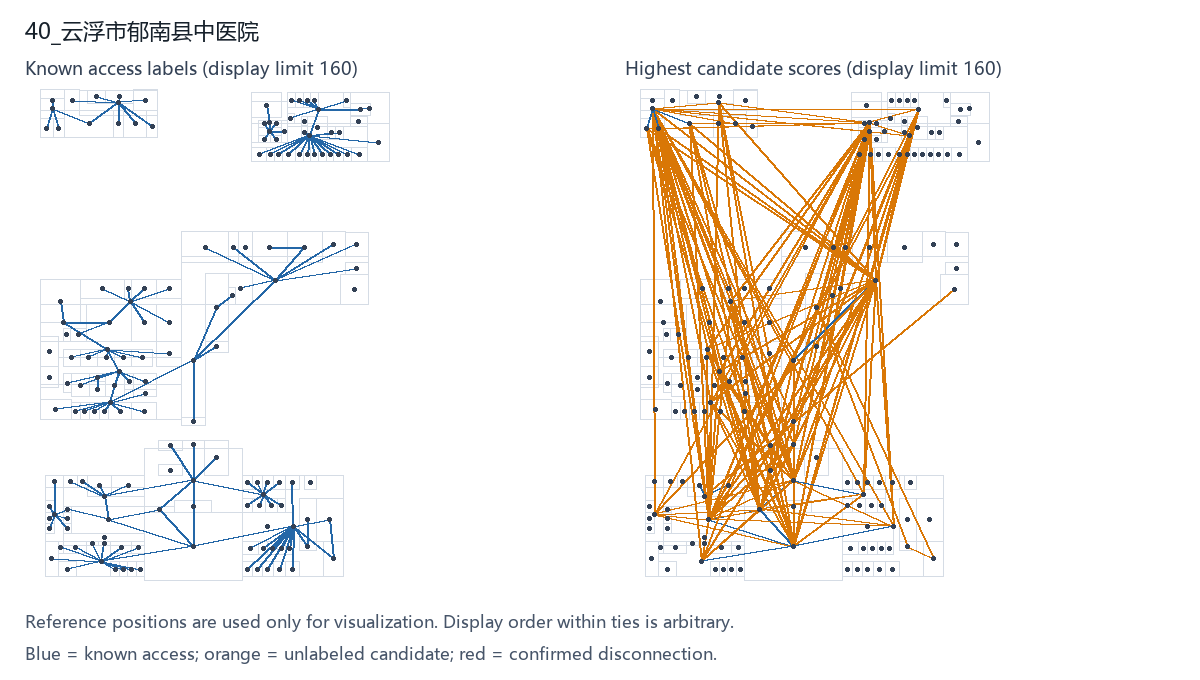 40_云浮市郁南县中医院
Known access labels (display limit 160)
Highest candidate scores (display limit 160)
Reference positions are used only for visualization. Display order within ties is arbitrary.
Blue = known access; orange = unlabeled candidate; red = confirmed disconnection.